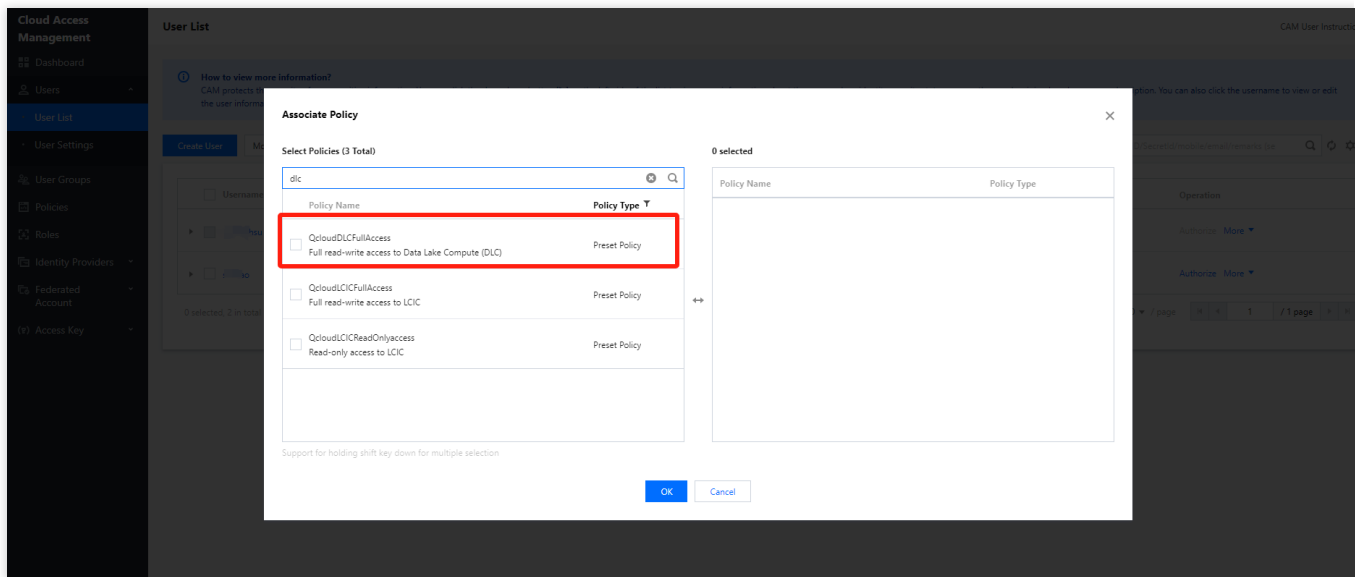 Cloud Access
Management
User List
CAM User Instructio
Dashboard
Users
User List
User Settings
User Groups
Policies
Roles
Identity Providers
Federated
Account
Access Key
How to view more information?
CAM protects th
the user informa
ption. You can also click the username to view or edit
Create User
Mo
Username
Operation
Authorize More
Authorize More
0 selected, 2 in total
/ page
1
/ 1 page
Associate Policy
Select Policies (3 Total)
dlc
Policy Name
Policy Type
QcloudDLCFullAccess
Full read-write access to Data Lake Compute (DLC)
Preset Policy
QcloudLCICFullAccess
Full read-write access to LCIC
Preset Policy
QcloudLCICReadOnlyaccess
Read-only access to LCIC
Preset Policy
Support for holding shift key down for multiple selection
0 selected
Policy Name
Policy Type
OK
Cancel